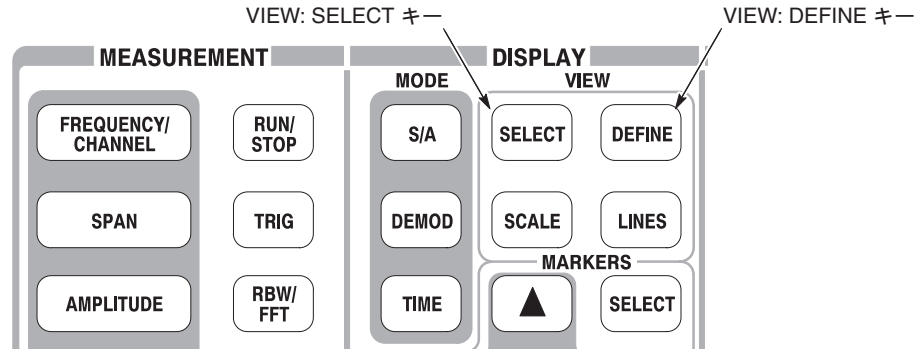 VIEW: SELECT キー
VIEW: DEFINE キー
MEASUREMENT
DISPLAY
MODE
VIEW
FREQUENCY/
CHANNEL
RUN/
STOP
S/A
SELECT
DEFINE
SPAN
TRIG
DEMOD
SCALE
LINES
MARKERS
AMPLITUDE
RBW/
FFT
TIME
SELECT